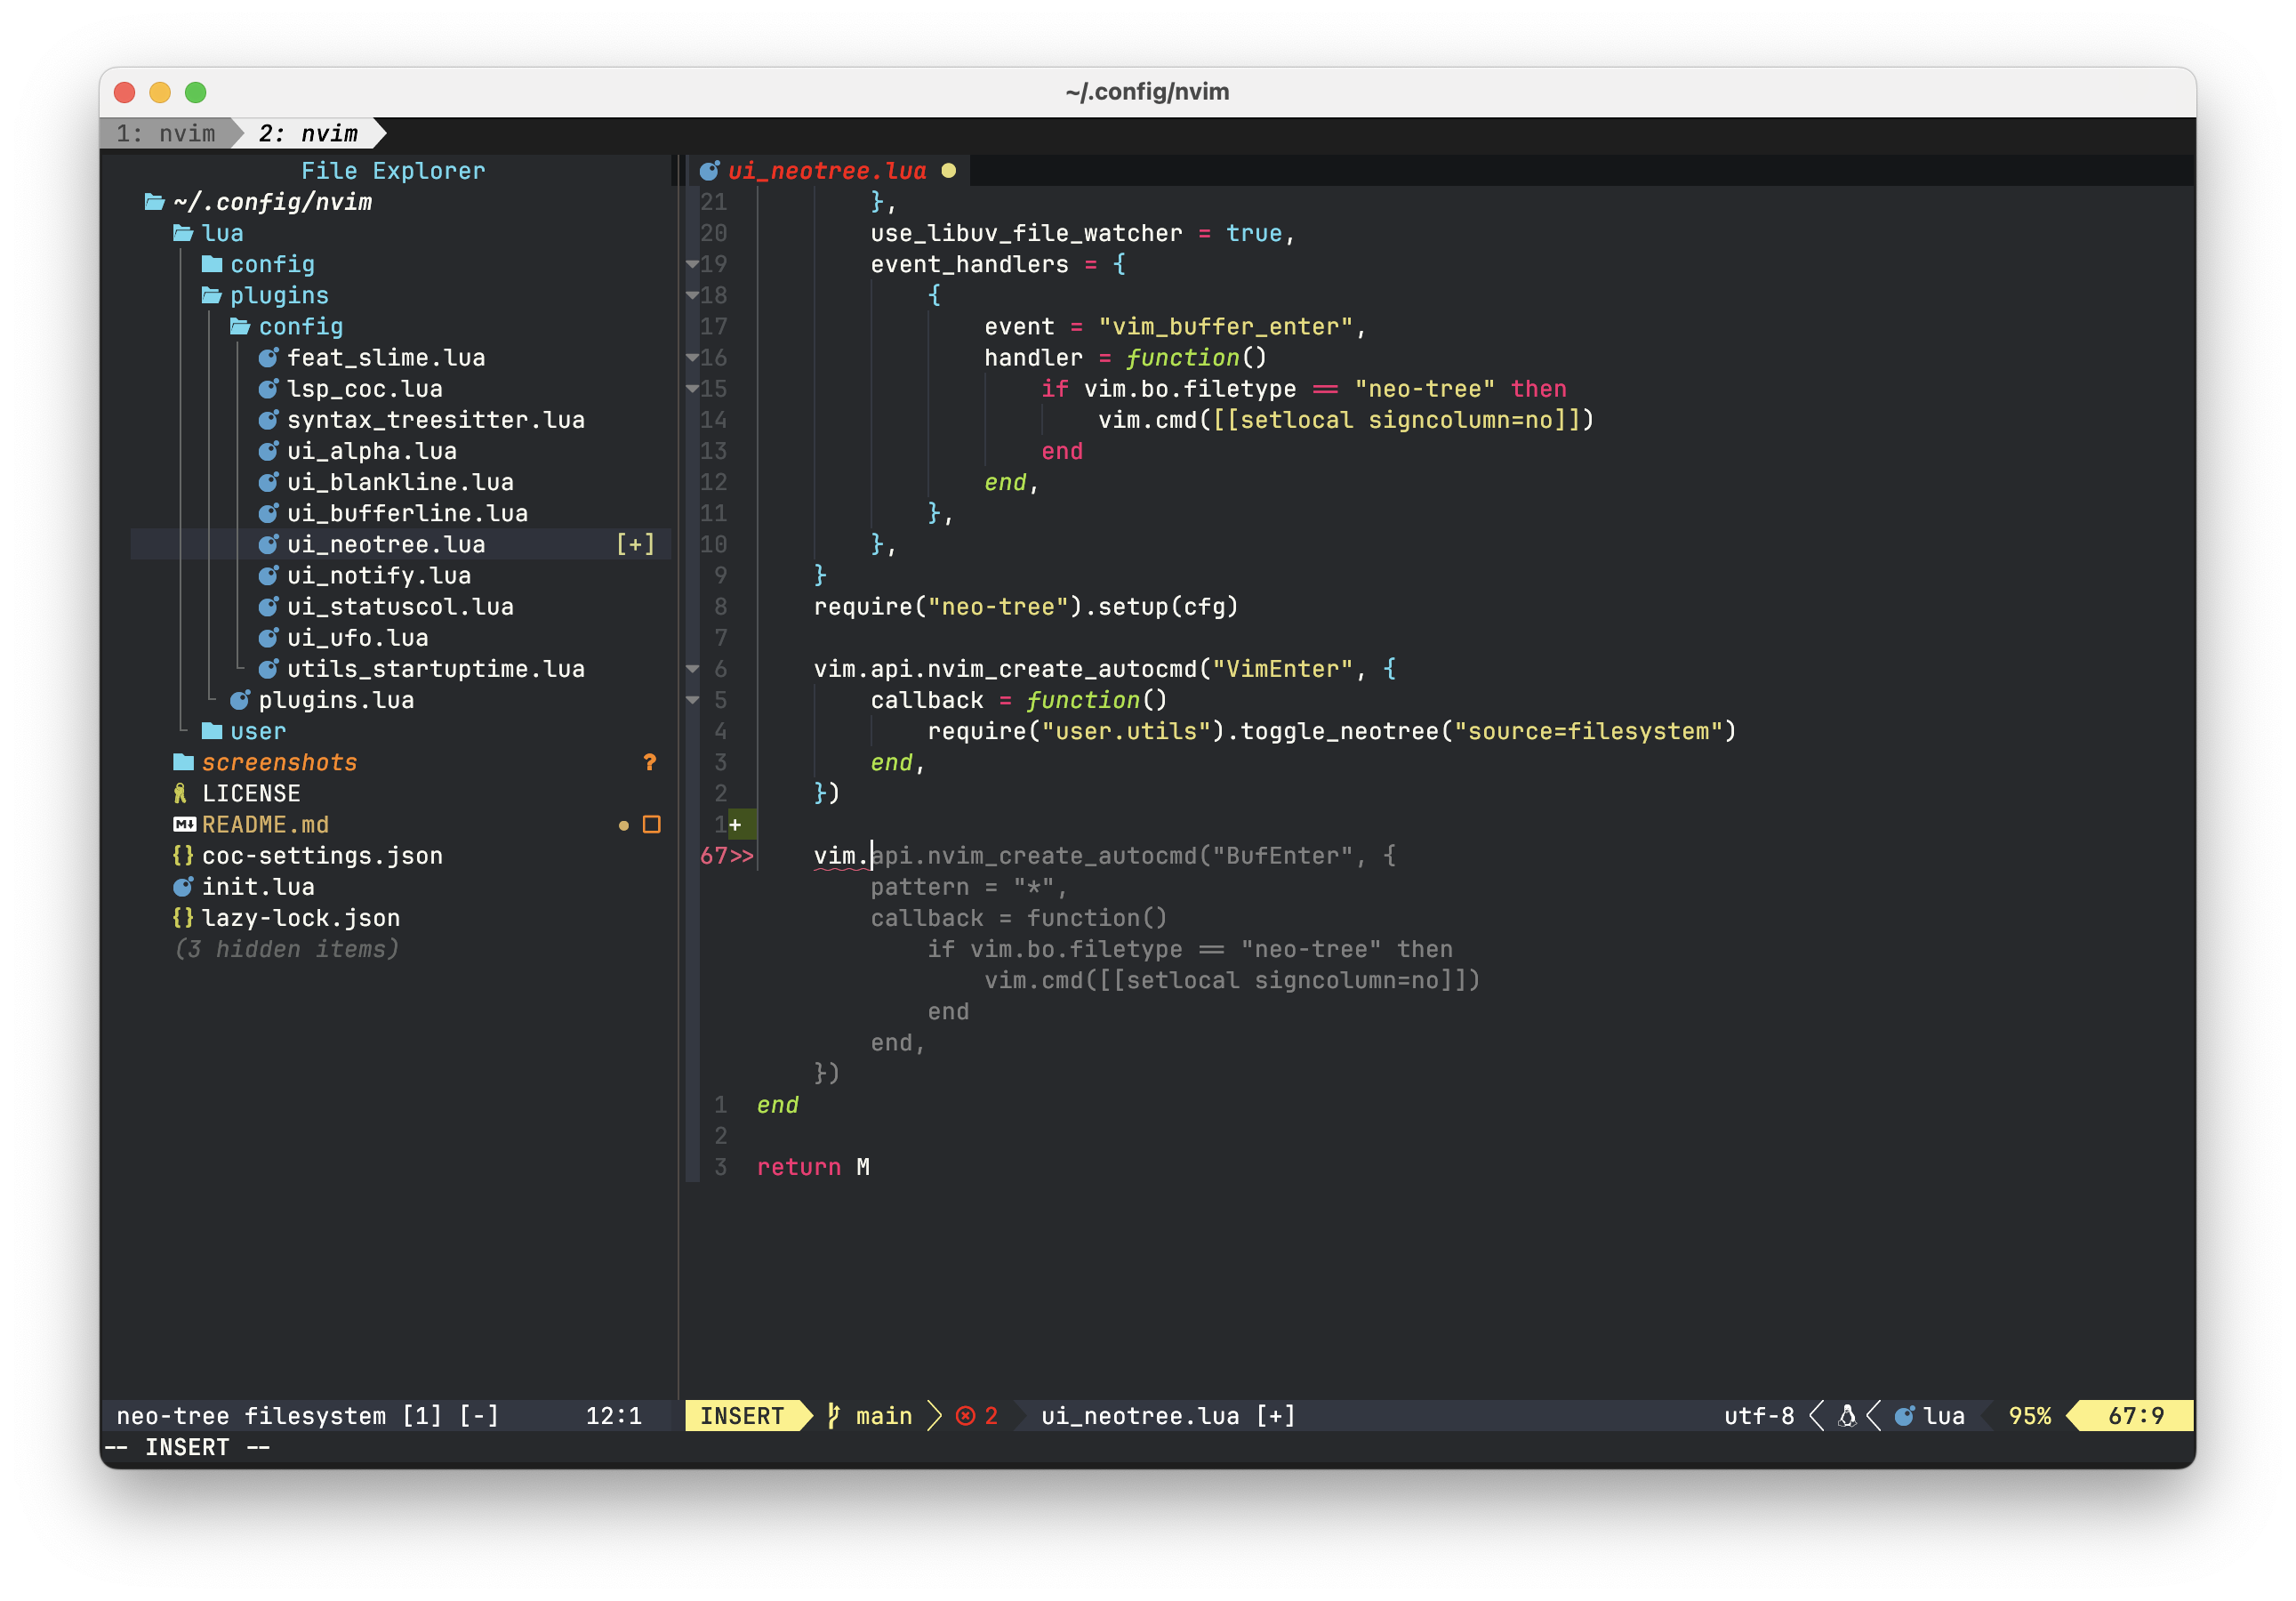 ~/.config/nvim
1: nvim
2: nvim
File Explorer
~/.config/nvim
lua
config
plugins
config
feat_slime.lua
lsp_coc.lua
syntax_treesitter.lua
ui_alpha.lua
ui_blankline.lua
ui_bufferline.lua
ui_neotree.lua [+]
ui_notify.lua
ui_statuscol.lua
ui_ufo.lua
utils_startuptime.lua
plugins.lua
user
screenshots ?
LICENSE
README.md
{} coc-settings.json
init.lua
{} lazy-lock.json
(3 hidden items)
neo-tree filesystem [1] [-] 12:1
ui_neotree.lua
21 },
20 use_libuv_file_watcher = true,
19 event_handlers = {
18 {
17 event = "vim_buffer_enter",
16 handler = function()
15 if vim.bo.filetype == "neo-tree" then
14 vim.cmd([[setlocal signcolumn=no]])
13 end
12 end,
11 },
10 },
9 }
8 require("neo-tree").setup(cfg)
7
6 vim.api.nvim_create_autocmd("VimEnter", {
5 callback = function()
4 require("user.utils").toggle_neotree("source=filesystem")
3 end,
2 })
1 +
67>> vim.api.nvim_create_autocmd("BufEnter", {
pattern = "*",
callback = function()
if vim.bo.filetype == "neo-tree" then
vim.cmd([[setlocal signcolumn=no]])
end
end,
})
1 end
2
3 return M
INSERT main 2 ui_neotree.lua [+] utf-8 lua 95% 67:9
-- INSERT --